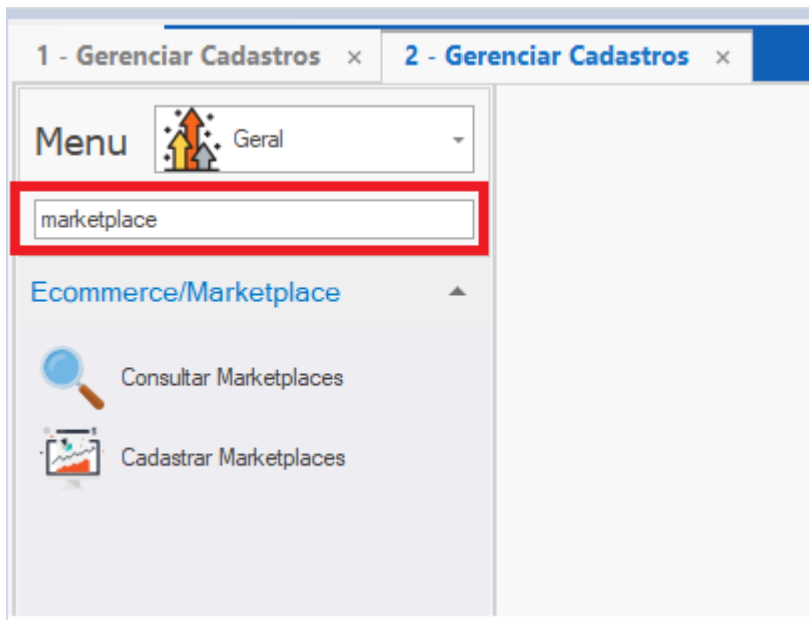 1 - Gerenciar Cadastros × 2 - Gerenciar Cadastros ×
Menu Geral
marketplace
Ecommerce/Marketplace
Consultar Marketplaces
Cadastrar Marketplaces